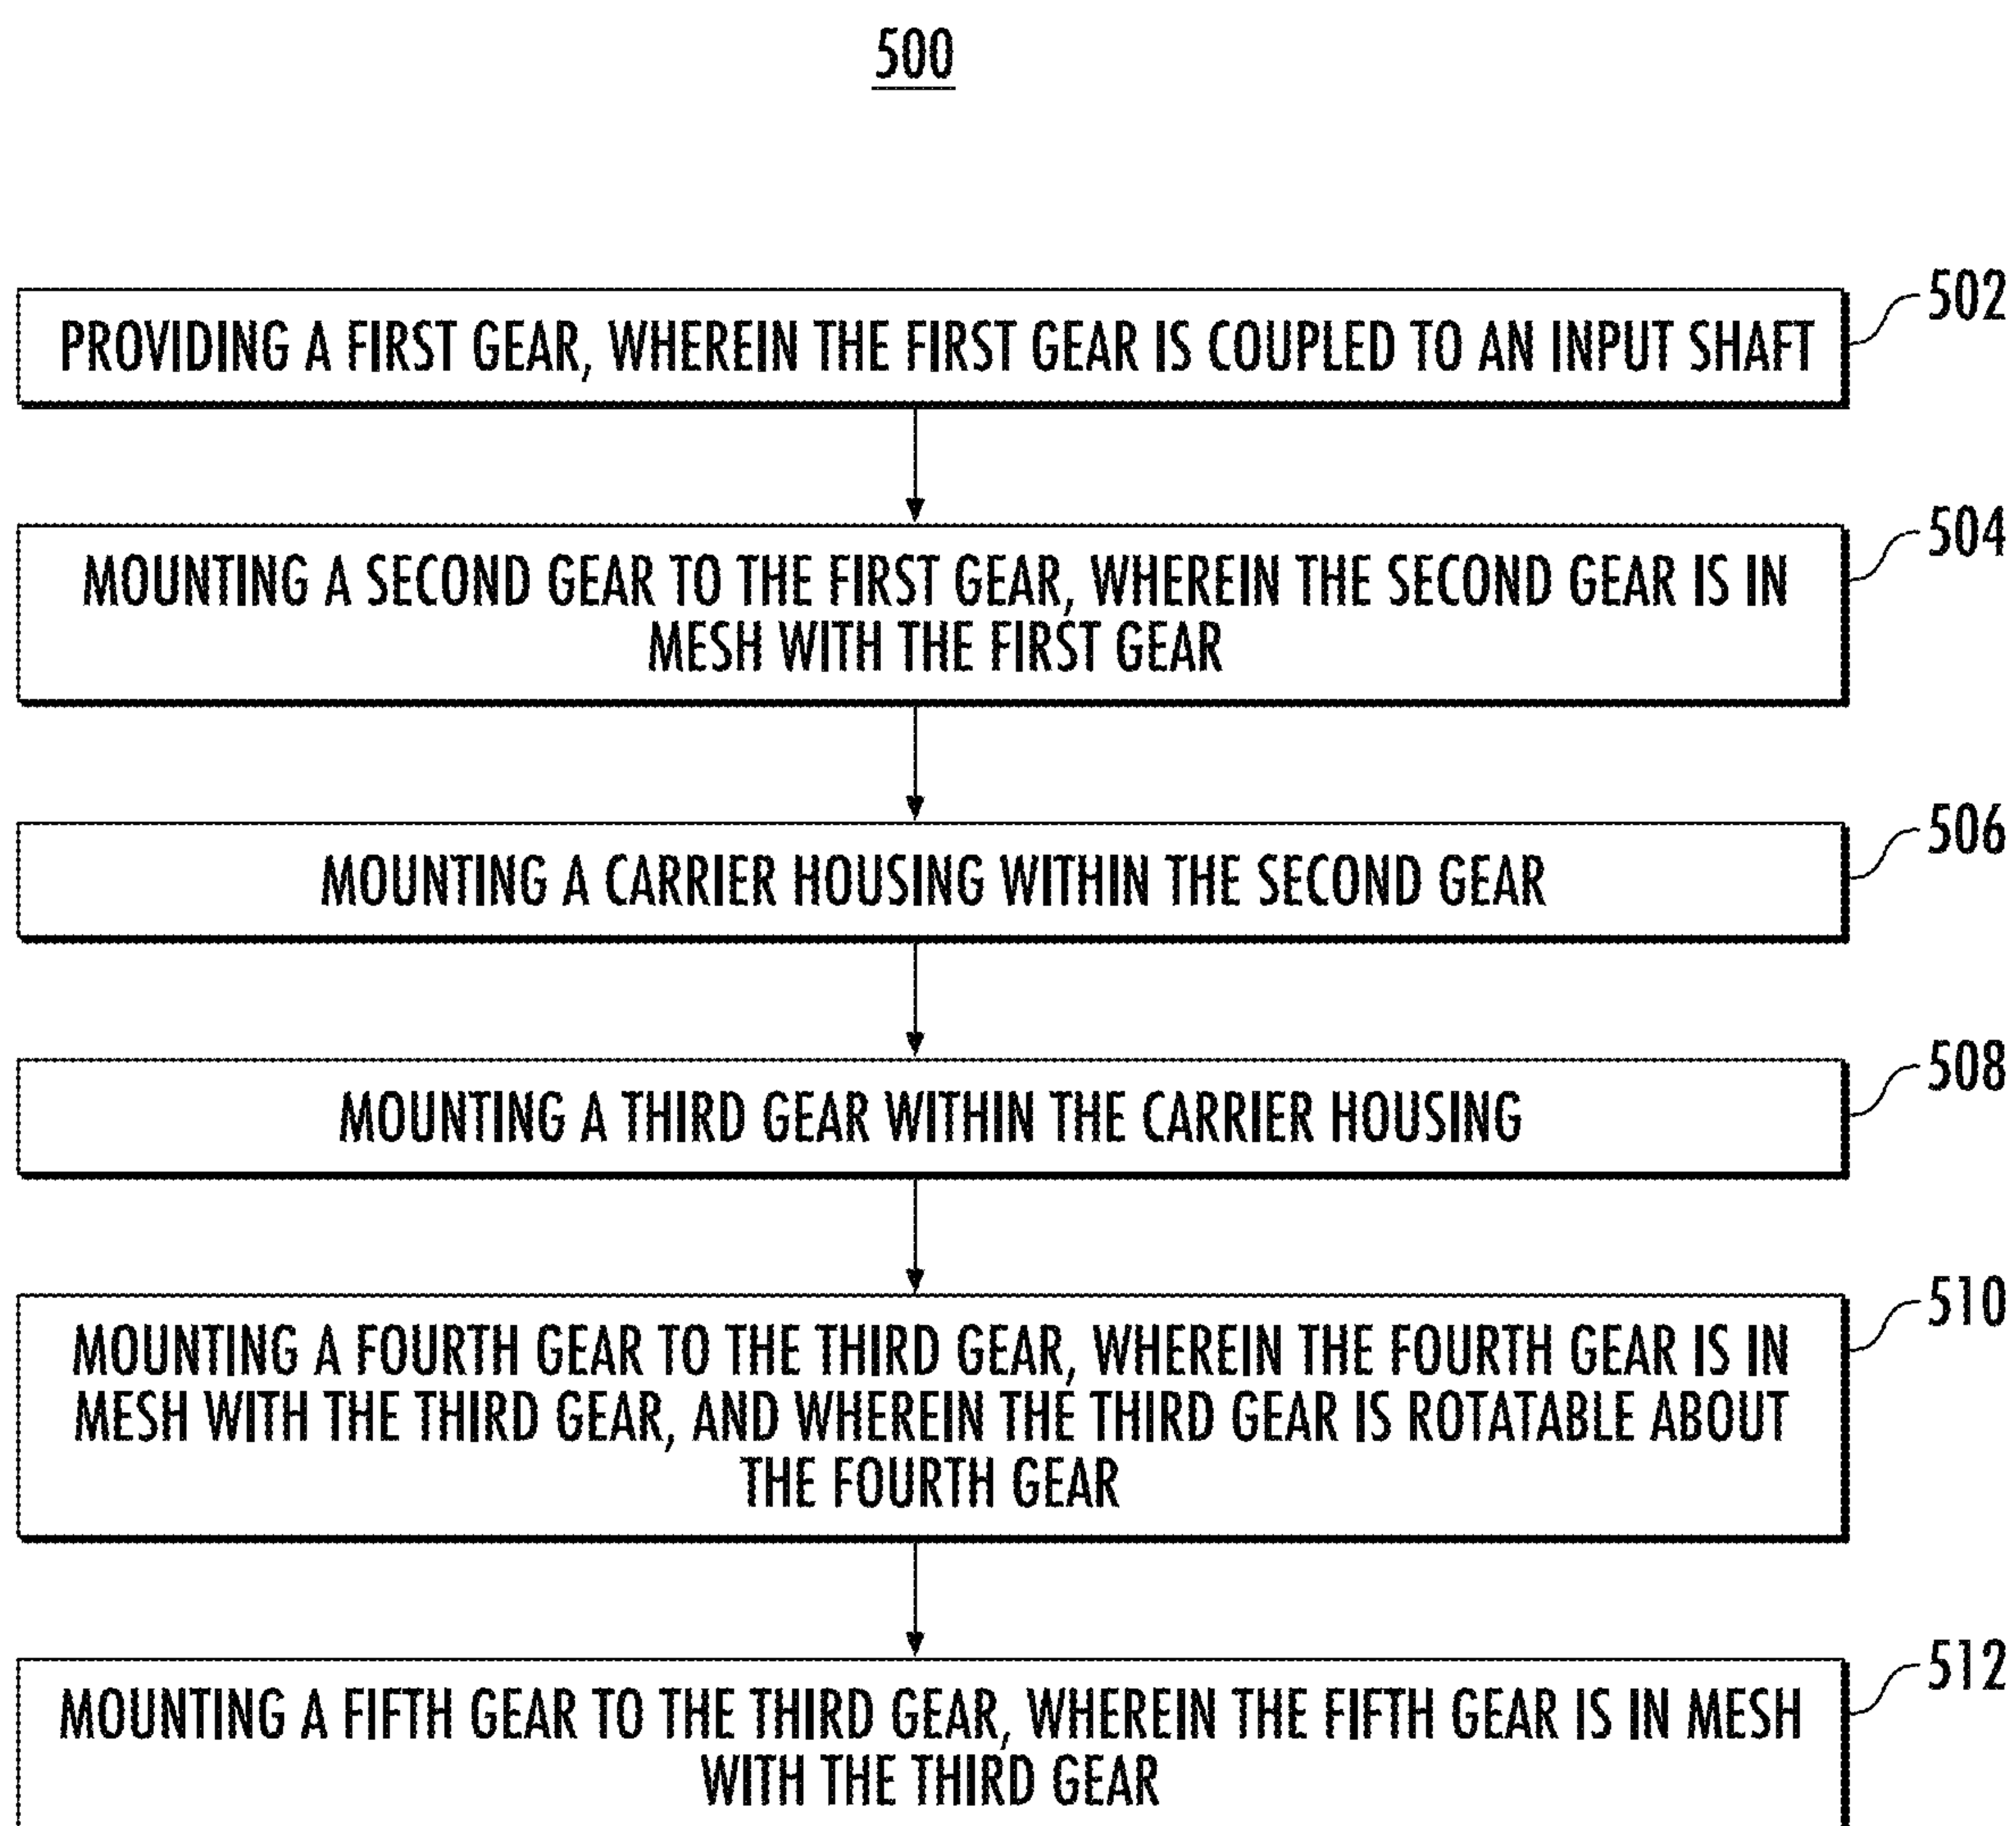 500
502
PROVIDING A FIRST GEAR, WHEREIN THE FIRST GEAR IS COUPLED TO AN INPUT SHAFT
504
MOUNTING A SECOND GEAR TO THE FIRST GEAR, WHEREIN THE SECOND GEAR IS IN
MESH WITH THE FIRST GEAR
506
MOUNTING A CARRIER HOUSING WITHIN THE SECOND GEAR
508
MOUNTING A THIRD GEAR WITHIN THE CARRIER HOUSING
510
MOUNTING A FOURTH GEAR TO THE THIRD GEAR, WHEREIN THE FOURTH GEAR IS IN
MESH WITH THE THIRD GEAR, AND WHEREIN THE THIRD GEAR IS ROTATABLE ABOUT
THE FOURTH GEAR
512
MOUNTING A FIFTH GEAR TO THE THIRD GEAR, WHEREIN THE FIFTH GEAR IS IN MESH
WITH THE THIRD GEAR